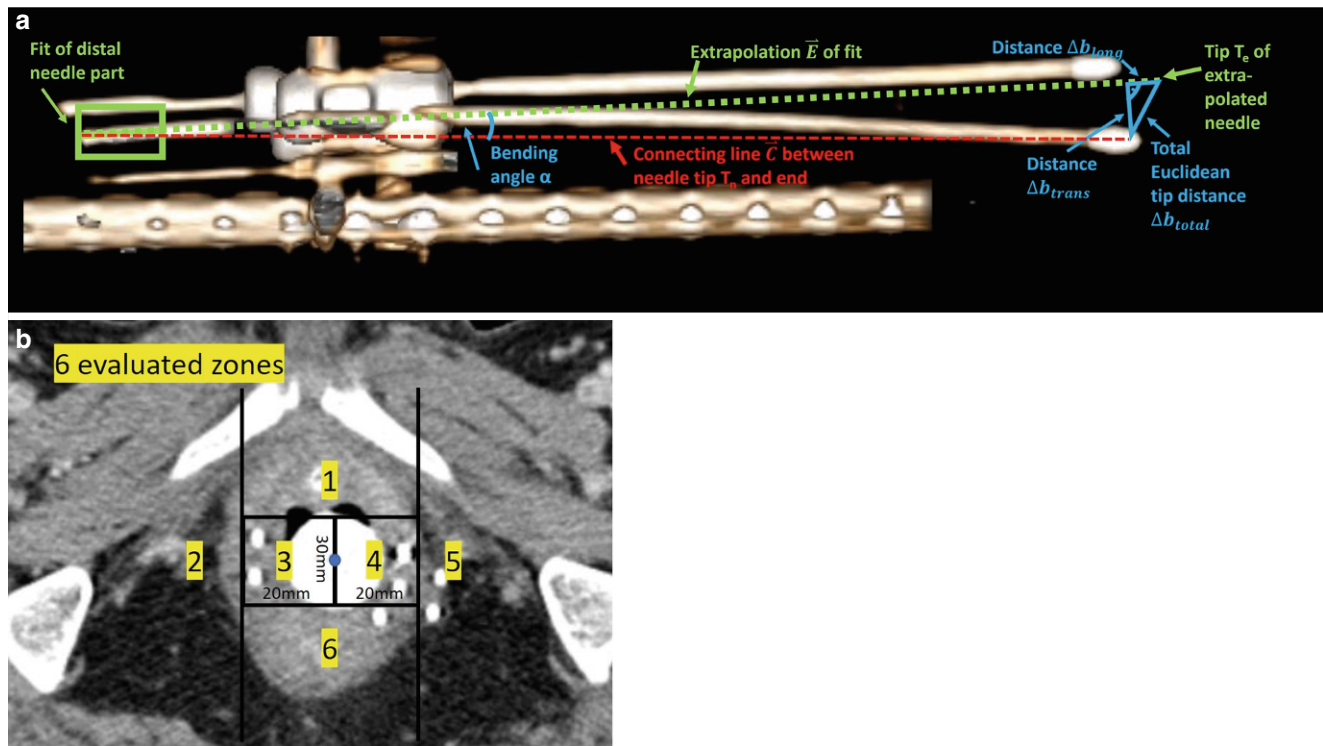 a
Fit of distal
needle part
Extrapolation E of fit
Distance Δb_long
Tip T_e of
extra-
polated
needle
Bending
angle α
Connecting line C between
needle tip T_n and end
Distance
Δb_trans
Total
Euclidean
tip distance
Δb_total
b
6 evaluated zones
1
2
3
30mm
4
5
20mm
20mm
6